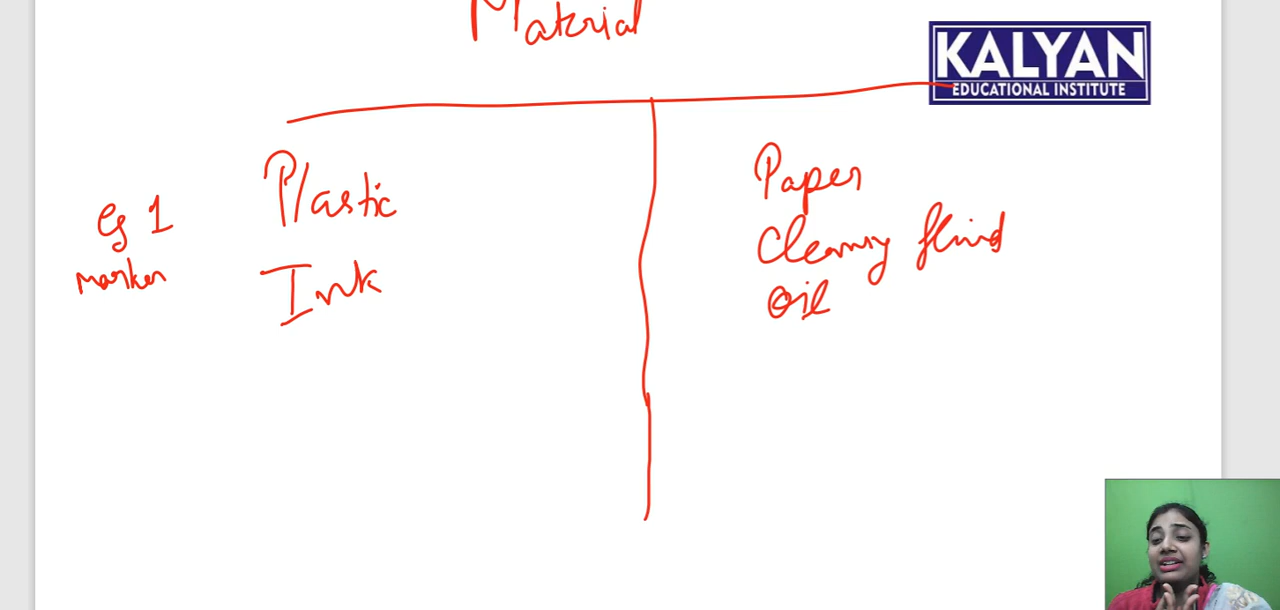 Material
KALYAN
EDUCATIONAL INSTITUTE
Plastic
Paper
Eg 1
Cleaning fluid
Marker
Ink
Oil